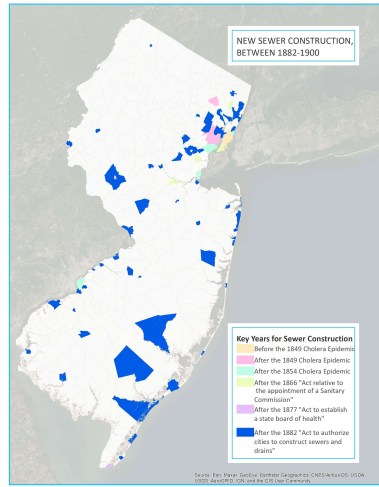 NEW SEWER CONSTRUCTION,
BETWEEN 1882-1900
Key Years for Sewer Construction
Before the 1849 Cholera Epidemic
After the 1849 Cholera Epidemic
After the 1854 Cholera Epidemic
After the 1866 "Act relative to
the appointment of a Sanitary
Commission"
After the 1877 "Act to establish
a state board of health"
After the 1882 "Act to authorize
cities to construct sewers and
drains"
Source: Esri, Maxar, GeoEye, Earthstar Geographics, CNES/Airbus DS, USDA,
USGS, AeroGRID, IGN, and the GIS User Community